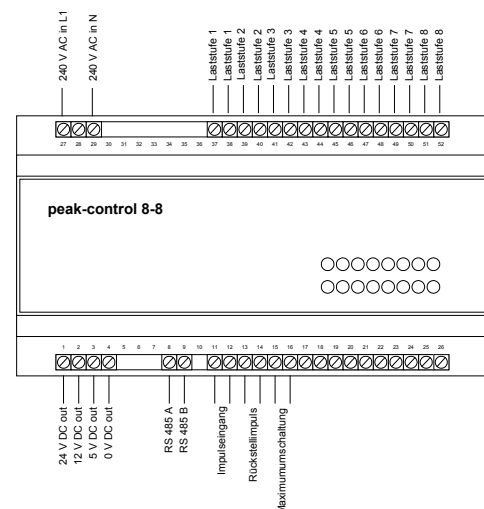 240 V AC in L1
240 V AC in N
Laststufe 1
Laststufe 1
Laststufe 2
Laststufe 2
Laststufe 3
Laststufe 3
Laststufe 4
Laststufe 4
Laststufe 5
Laststufe 5
Laststufe 6
Laststufe 6
Laststufe 7
Laststufe 7
Laststufe 8
Laststufe 8
27 28 29 30 31 32 33 34 35 36 37 38 39 40 41 42 43 44 45 46 47 48 49 50 51 52
peak-control 8-8
1 2 3 4 5 6 7 8 9 10 11 12 13 14 15 16 17 18 19 20 21 22 23 24 25 26
24 V DC out
12 V DC out
5 V DC out
0 V DC out
RS 485 A
RS 485 B
Impulseingang
Rückstellimpuls
Maximumumschaltung